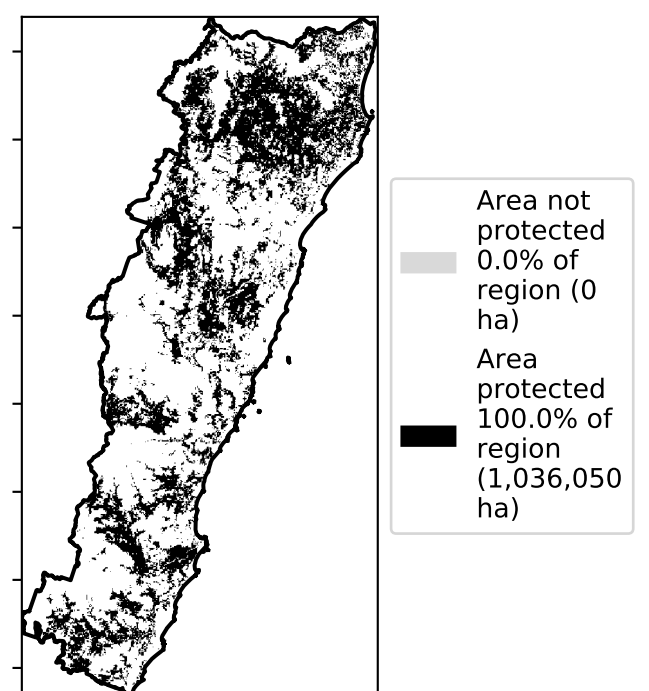 Area not
protected
0.0% of
region (0
ha)
Area
protected
100.0% of
region
(1,036,050
ha)